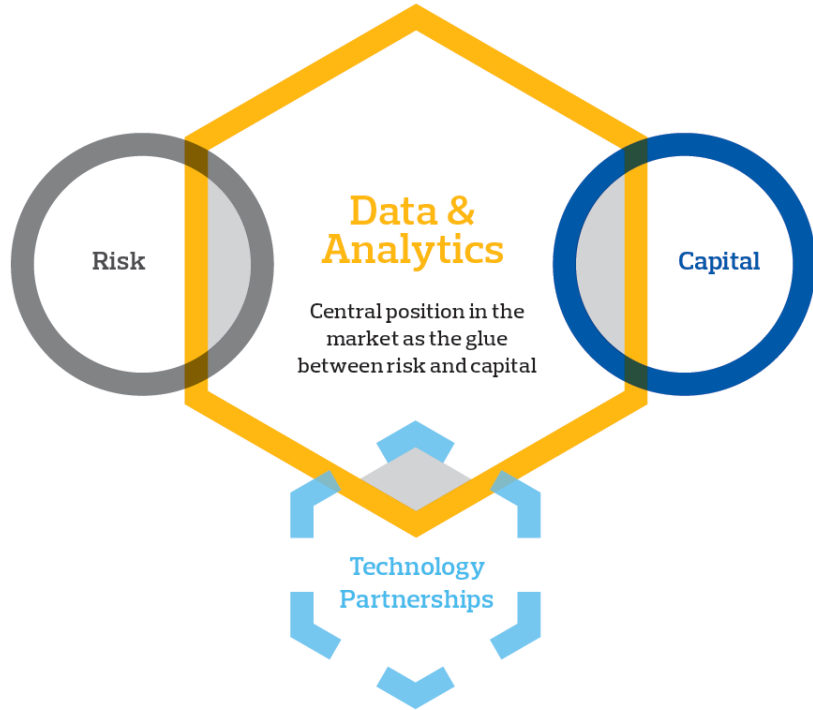 Data &
Analytics
Risk
Capital
Central position in the
market as the glue
between risk and capital
Technology
Partnerships